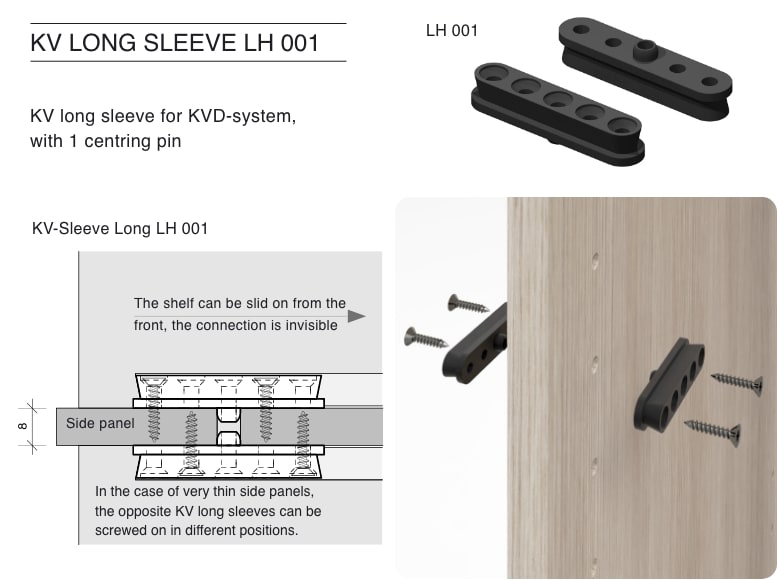 KV LONG SLEEVE LH 001
LH 001
KV long sleeve for KVD-system,
with 1 centring pin
KV-Sleeve Long LH 001
The shelf can be slid on from the
front, the connection is invisible
8
Side panel
In the case of very thin side panels,
the opposite KV long sleeves can be
screwed on in different positions.